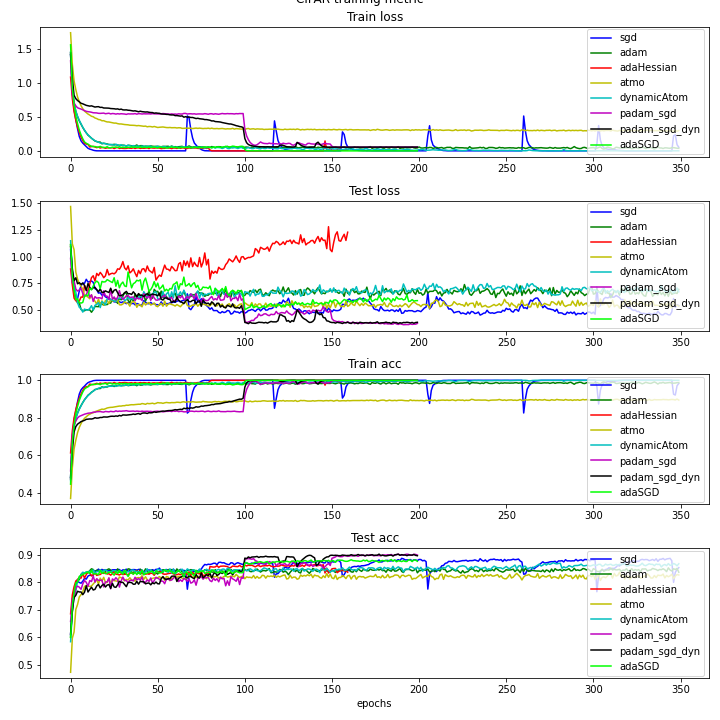 CIFAR training metric
Train loss
1.5
1.0
0.5
0.0
0 50 100 150 200 250 300 350
sgd
adam
adaHessian
atmo
dynamicAtom
padam_sgd
padam_sgd_dyn
adaSGD
Test loss
1.50
1.25
1.00
0.75
0.50
0 50 100 150 200 250 300 350
sgd
adam
adaHessian
atmo
dynamicAtom
padam_sgd
padam_sgd_dyn
adaSGD
Train acc
1.0
0.8
0.6
0.4
0 50 100 150 200 250 300 350
sgd
adam
adaHessian
atmo
dynamicAtom
padam_sgd
padam_sgd_dyn
adaSGD
Test acc
0.9
0.8
0.7
0.6
0.5
0 50 100 150 200 250 300 350
sgd
adam
adaHessian
atmo
dynamicAtom
padam_sgd
padam_sgd_dyn
adaSGD
epochs